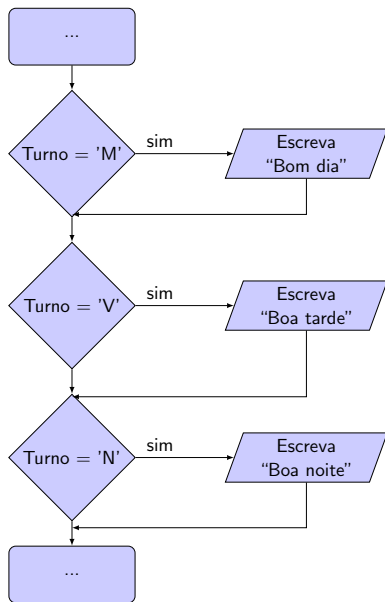 ...
Turno = 'M'
sim
Escreva
“Bom dia”
Turno = 'V'
sim
Escreva
“Boa tarde”
Turno = 'N'
sim
Escreva
“Boa noite”
...